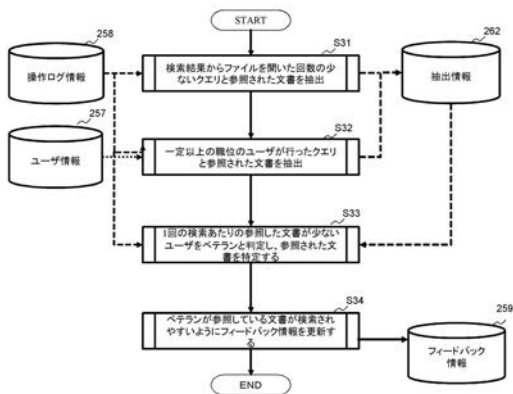 START
258
操作ログ情報
S31
検索結果からファイルを開いた回数の少
ないクエリと参照された文書を抽出
262
抽出情報
257
ユーザ情報
S32
一定以上の職位のユーザが行ったクエリ
と参照された文書を抽出
S33
1回の検索あたりの参照した文書が少ない
ユーザをベテランと判定し、参照された文
書を特定する
S34
ベテランが参照している文書が検索され
やすいようにフィードバック情報を更新す
る
259
フィードバック
情報
END